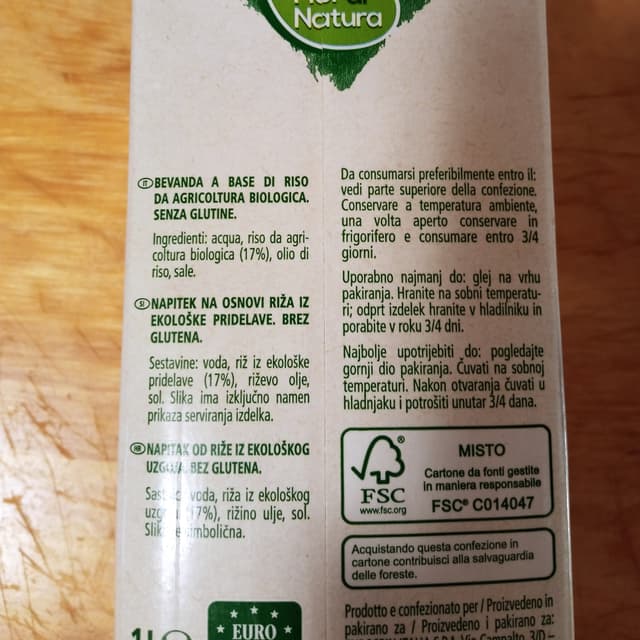 Natura
IT BEVANDA A BASE DI RISO
DA AGRICOLTURA BIOLOGICA.
SENZA GLUTINE.
Ingredienti: acqua, riso da agri-
coltura biologica (17%), olio di
riso, sale.
SI NAPITEK NA OSNOVI RIŽA IZ
EKOLOŠKE PRIDELAVE. BREZ
GLUTENA.
Sestavine: voda, riž iz ekološke
pridelave (17%), riževo olje,
sol. Slika ima izključno namen
prikaza serviranja izdelka.
HR NAPITAK OD RIŽE IZ EKOLOŠKOG
UZGOJA. BEZ GLUTENA.
voda, riža iz ekološkog
rižino ulje, sol.
simbolična.
1L
EURO
Da consumarsi preferibilmente entro il:
vedi parte superiore della confezione.
Conservare a temperatura ambiente,
una volta aperto conservare in
frigorifero e consumare entro 3/4
giorni.
Uporabno najmanj do: glej na vrhu
pakiranja. Hranite na sobni temperatu-
ri; odprt izdelek hranite v hladilniku in
porabite v roku 3/4 dni.
Najbolje upotrijebiti do: pogledajte
gornji dio pakiranja. Čuvati na sobnoj
temperaturi. Nakon otvaranja čuvati u
hladnjaku i potrošiti unutar 3/4 dana.
FSC
www.fsc.org
MISTO
Cartone da fonti gestite
in maniera responsabile
FSC® C014047
Acquistando questa confezione in
cartone contribuisci alla salvaguardia
delle foreste.
Prodotto e confezionato per / Proizvedeno in
pakirano za / Proizvedeno i pakirano za: